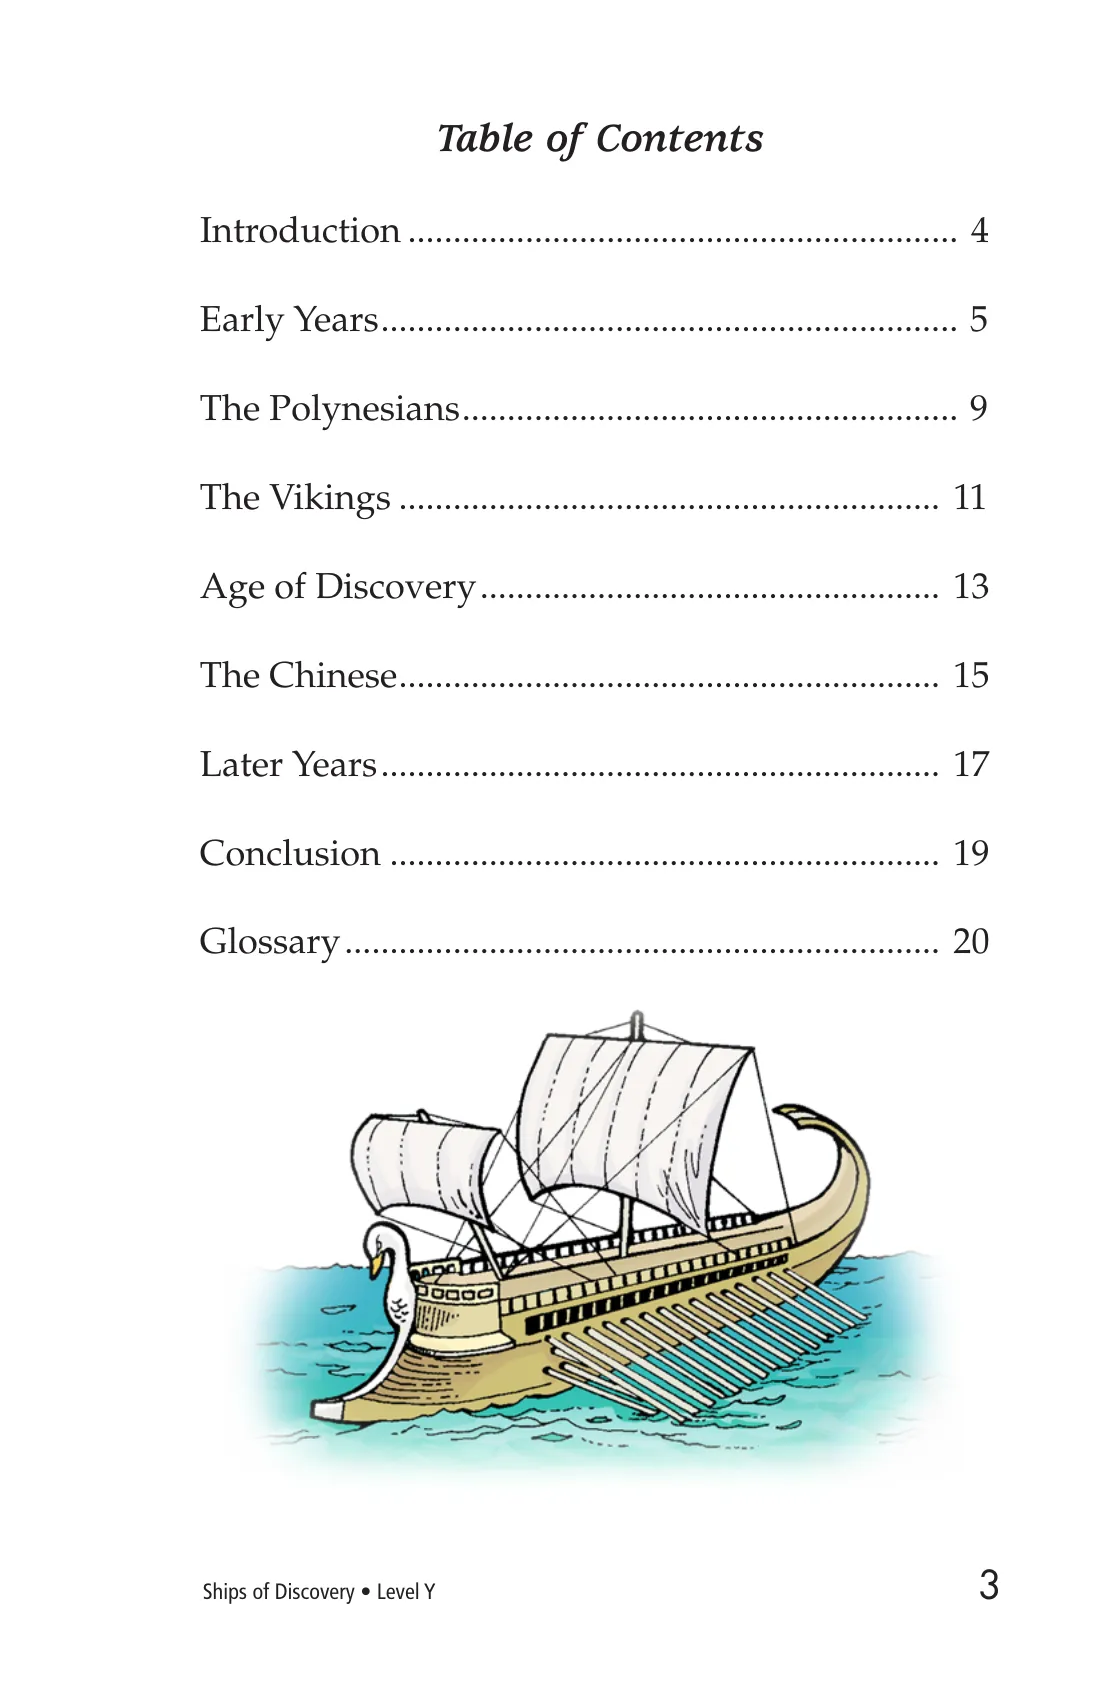 Table of Contents
Introduction ............................................................. 4
Early Years................................................................ 5
The Polynesians....................................................... 9
The Vikings ............................................................ 11
Age of Discovery................................................... 13
The Chinese............................................................ 15
Later Years.............................................................. 17
Conclusion ............................................................. 19
Glossary.................................................................. 20
Ships of Discovery • Level Y 3